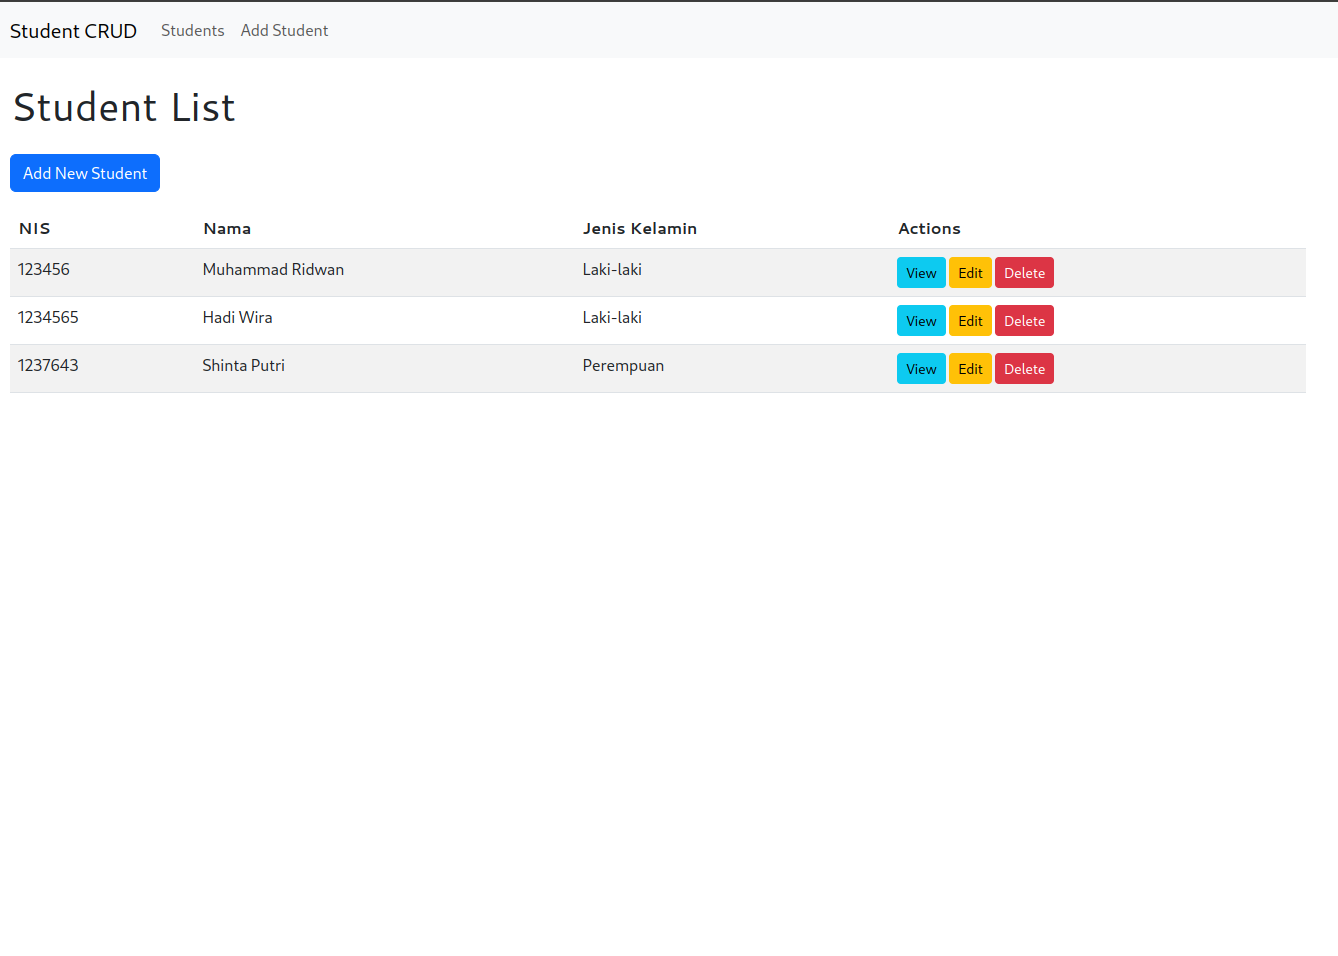 Student CRUD Students Add Student
Student List
Add New Student
NIS Nama Jenis Kelamin Actions
123456 Muhammad Ridwan Laki-laki View Edit Delete
1234565 Hadi Wira Laki-laki View Edit Delete
1237643 Shinta Putri Perempuan View Edit Delete